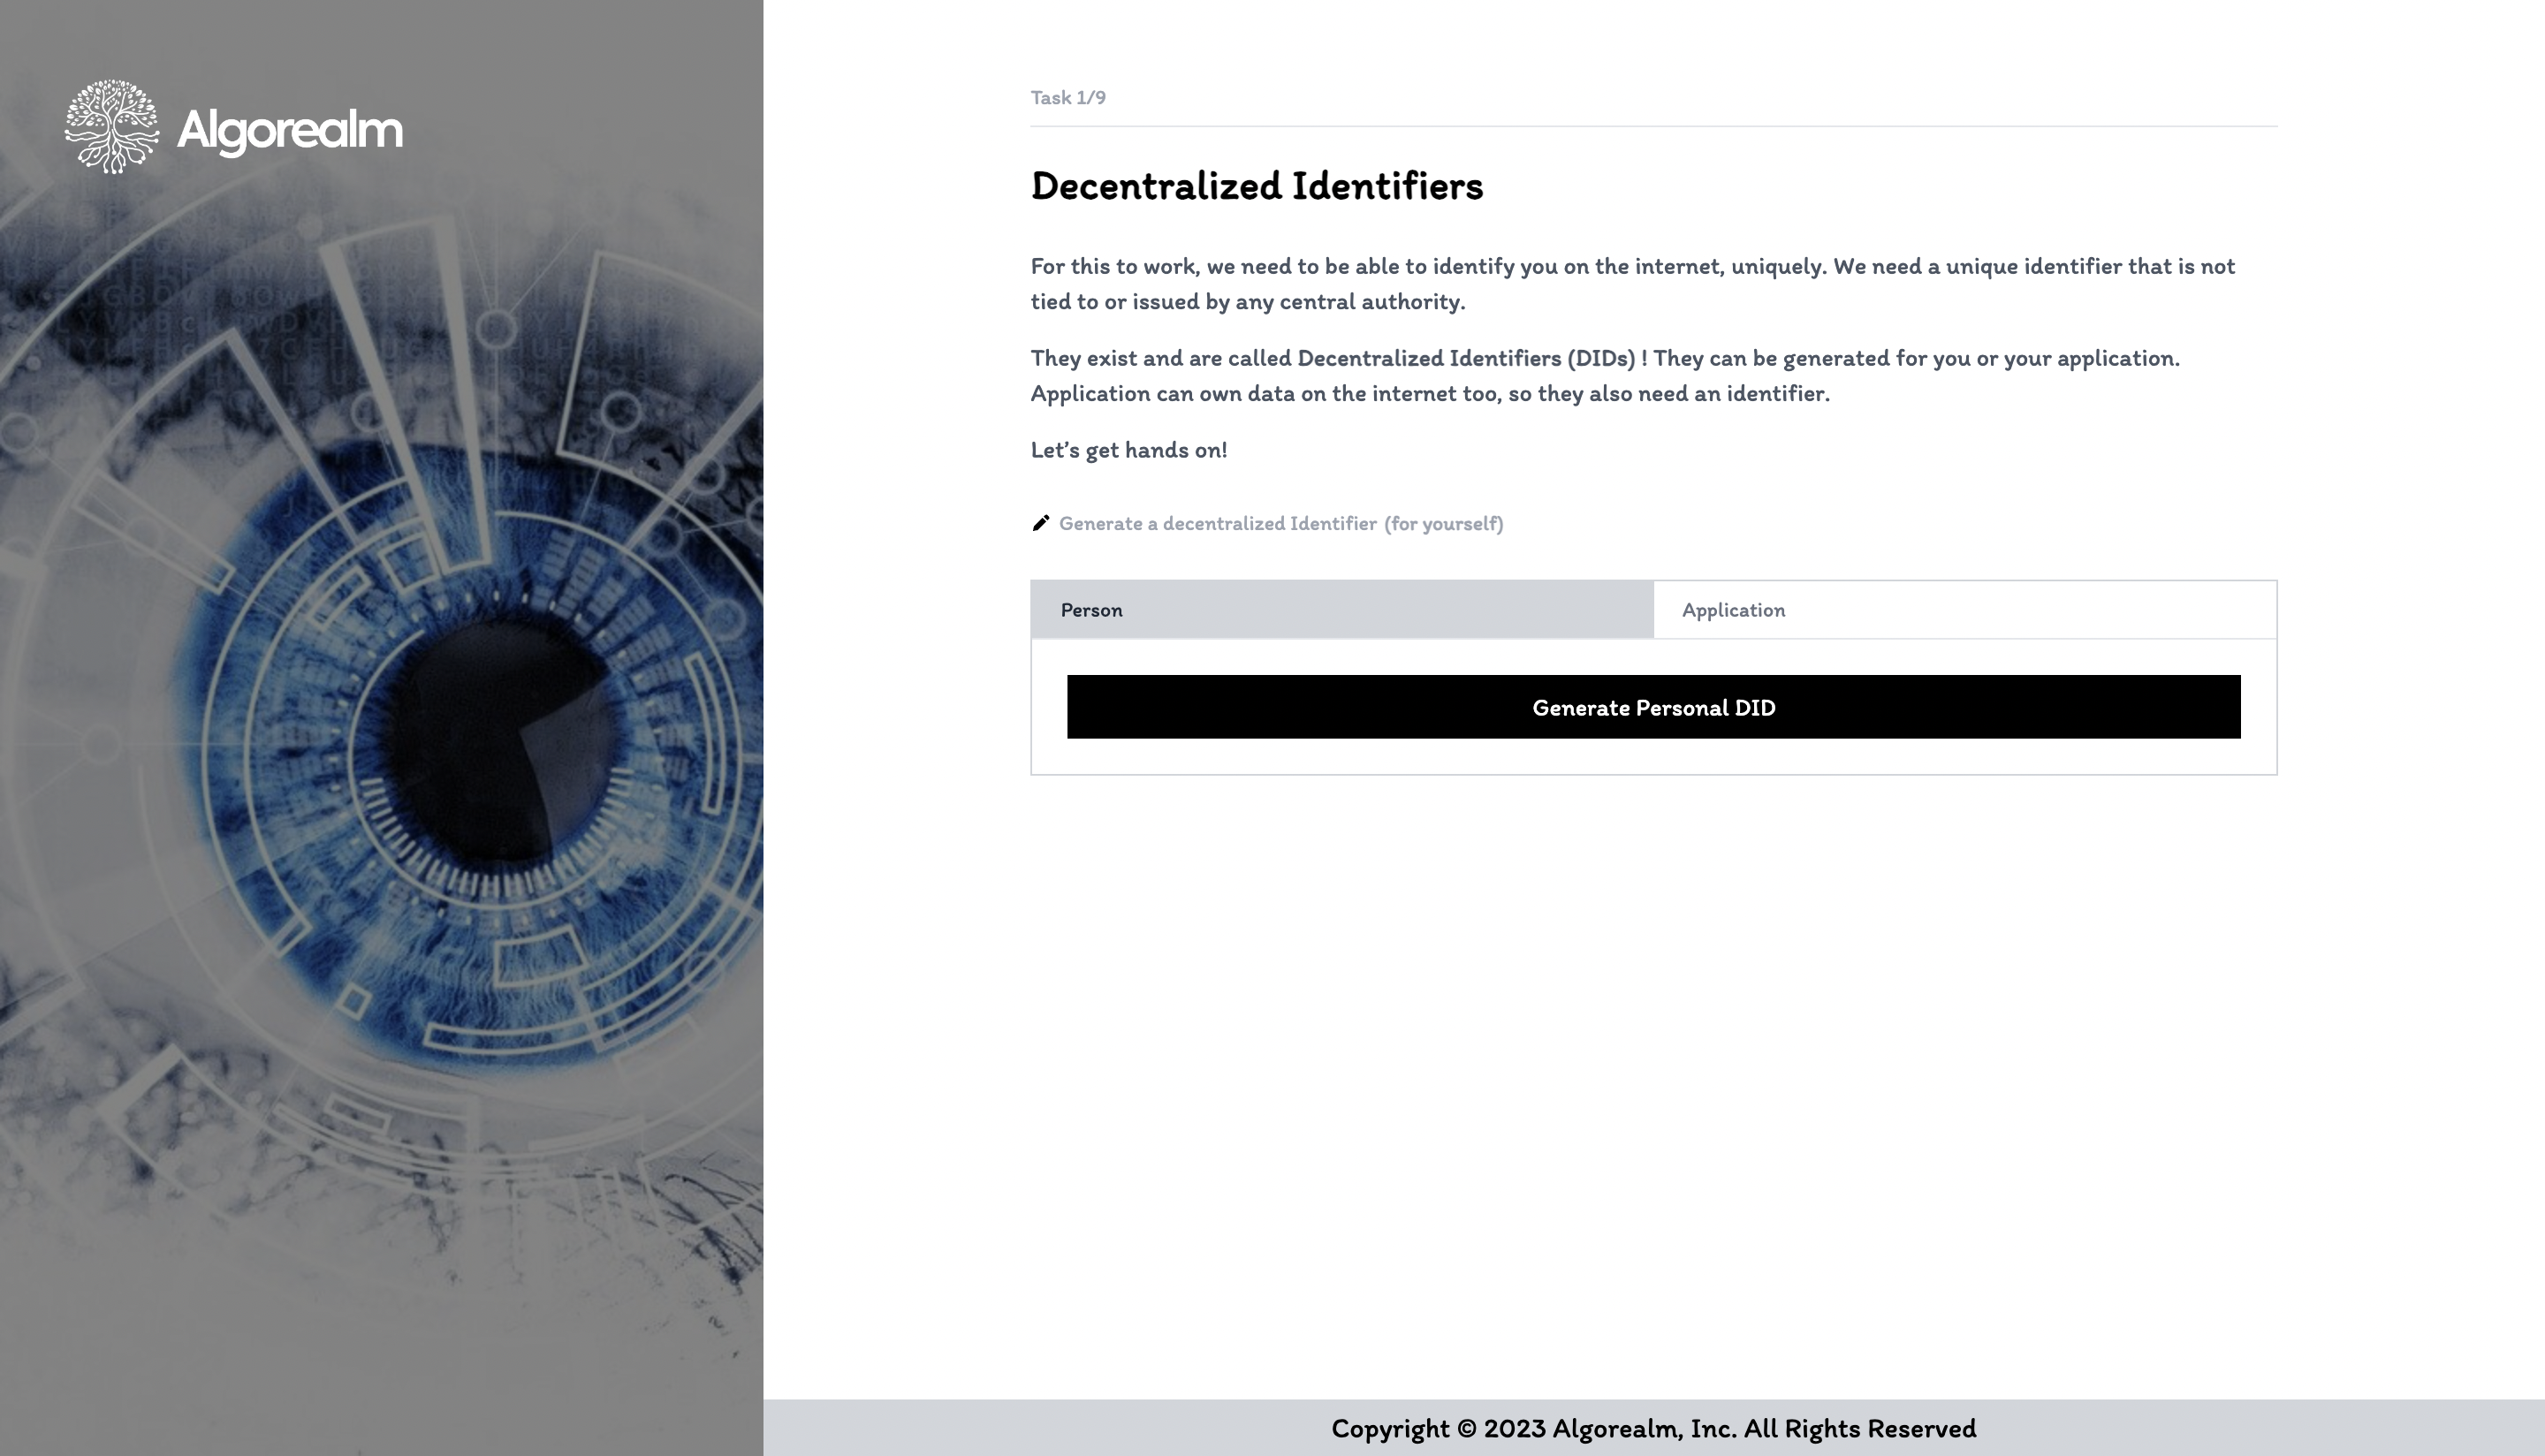 Algorealm
Task 1/9
Decentralized Identifiers
For this to work, we need to be able to identify you on the internet, uniquely. We need a unique identifier that is not
tied to or issued by any central authority.
They exist and are called Decentralized Identifiers (DIDs) ! They can be generated for you or your application.
Application can own data on the internet too, so they also need an identifier.
Let's get hands on!
Generate a decentralized Identifier (for yourself)
Person
Application
Generate Personal DID
Copyright © 2023 Algorealm, Inc. All Rights Reserved